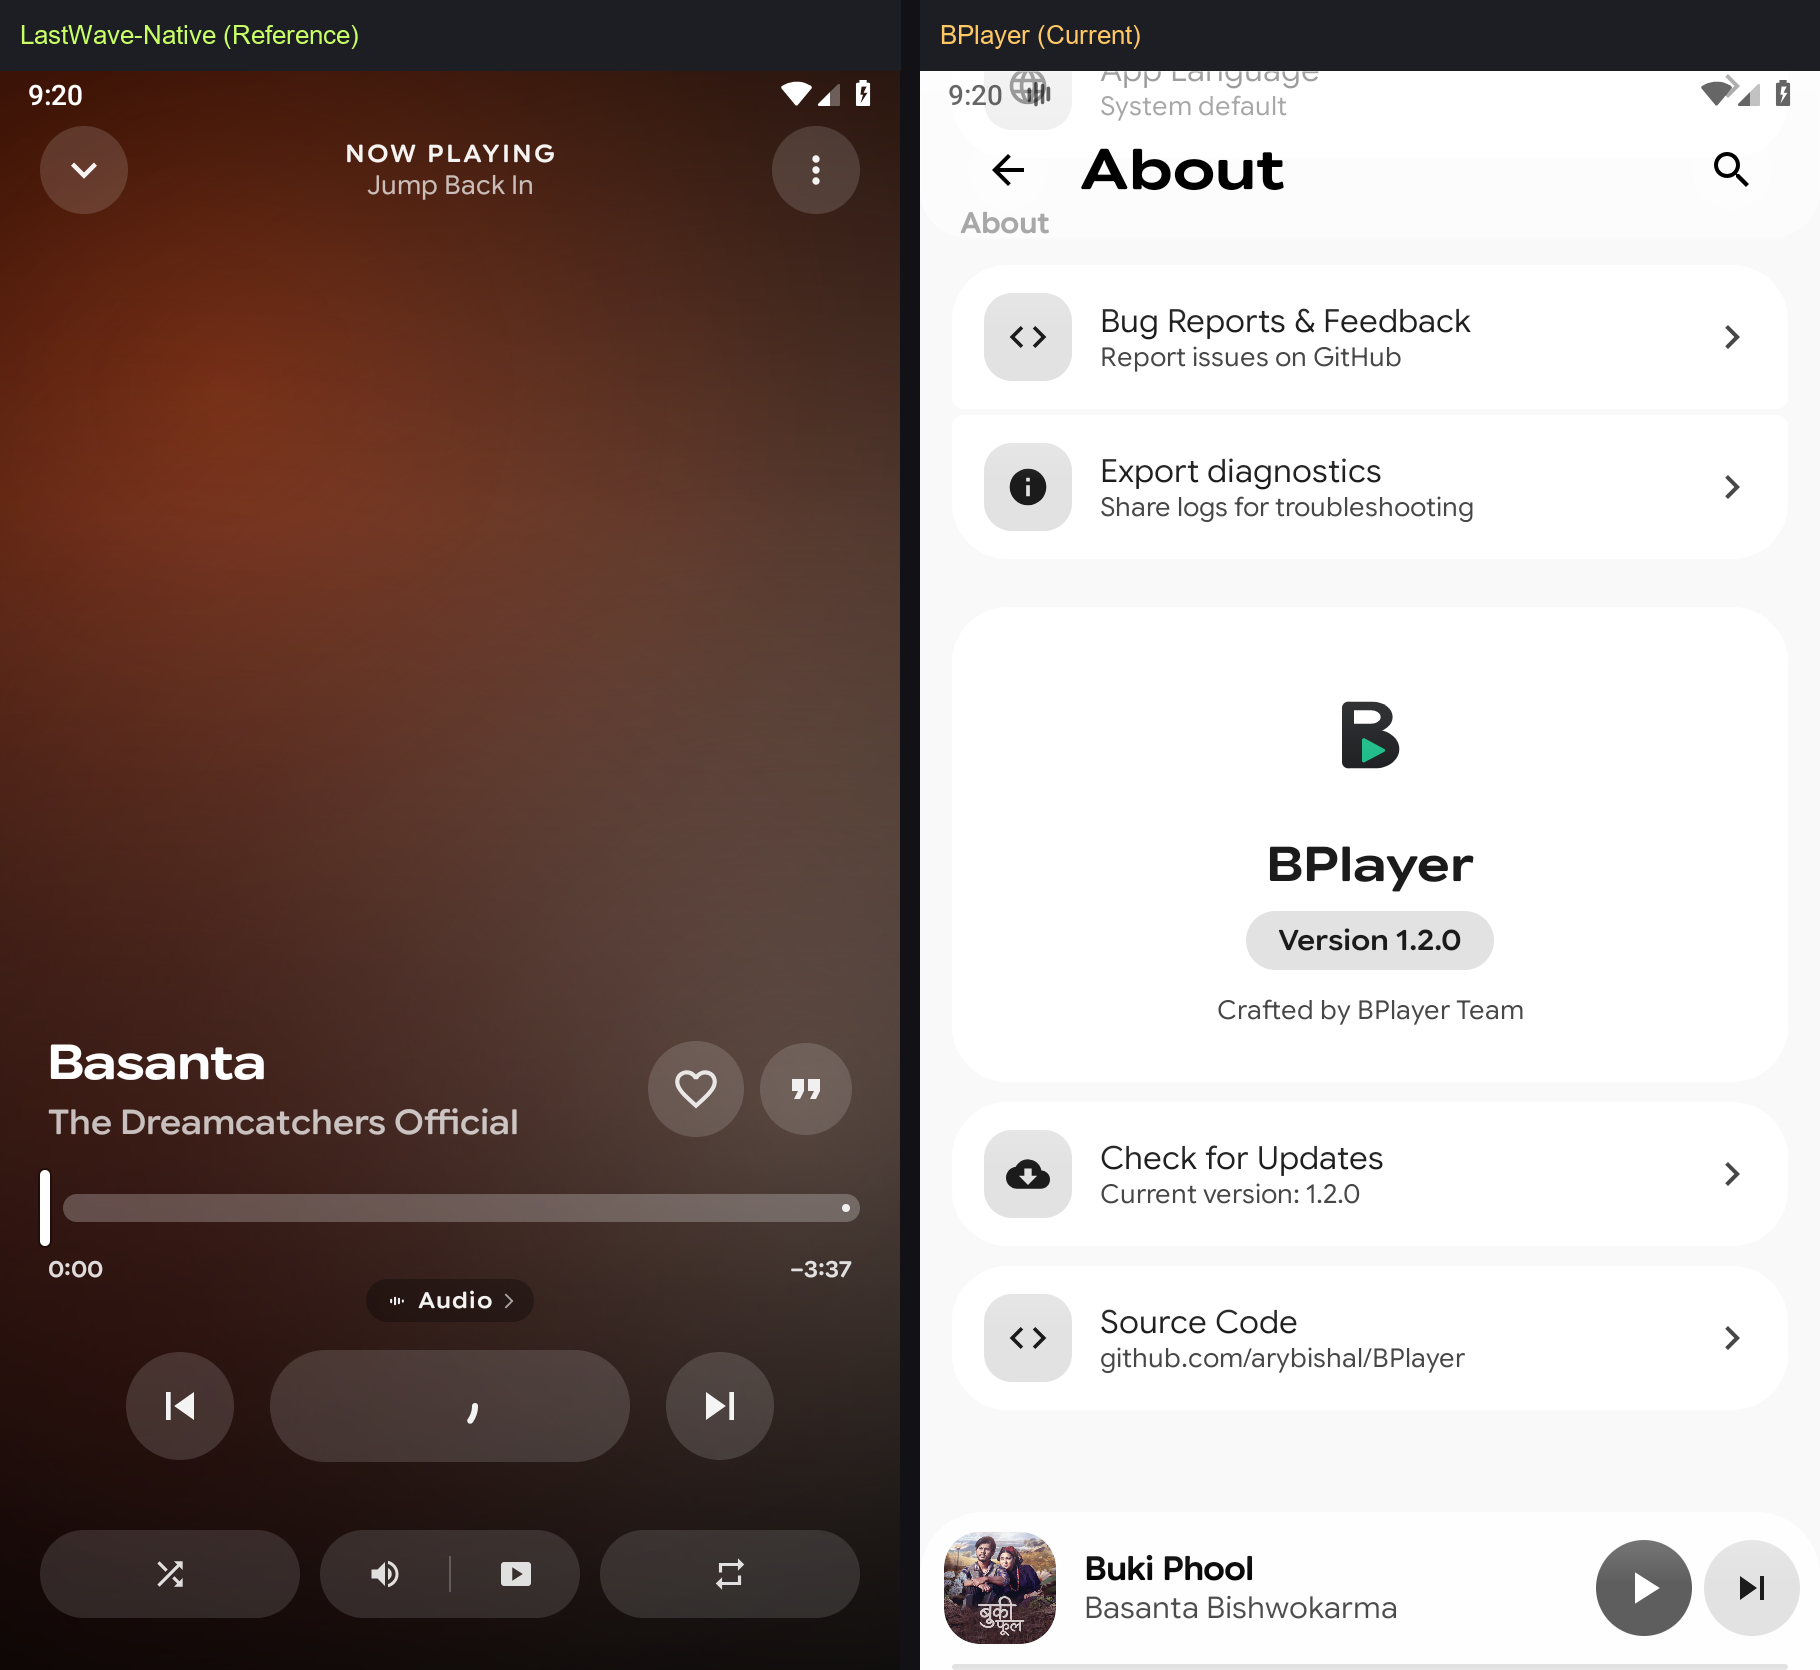 LastWave-Native (Reference)
9:20
NOW PLAYING
Jump Back In
Basanta
The Dreamcatchers Official
0:00
–3:37
Audio
BPlayer (Current)
App Language
9:20
System default
About
About
Bug Reports & Feedback
Report issues on GitHub
Export diagnostics
Share logs for troubleshooting
B
BPlayer
Version 1.2.0
Crafted by BPlayer Team
Check for Updates
Current version: 1.2.0
Source Code
github.com/arybishal/BPlayer
बुकी
फूल
Buki Phool
Basanta Bishwokarma